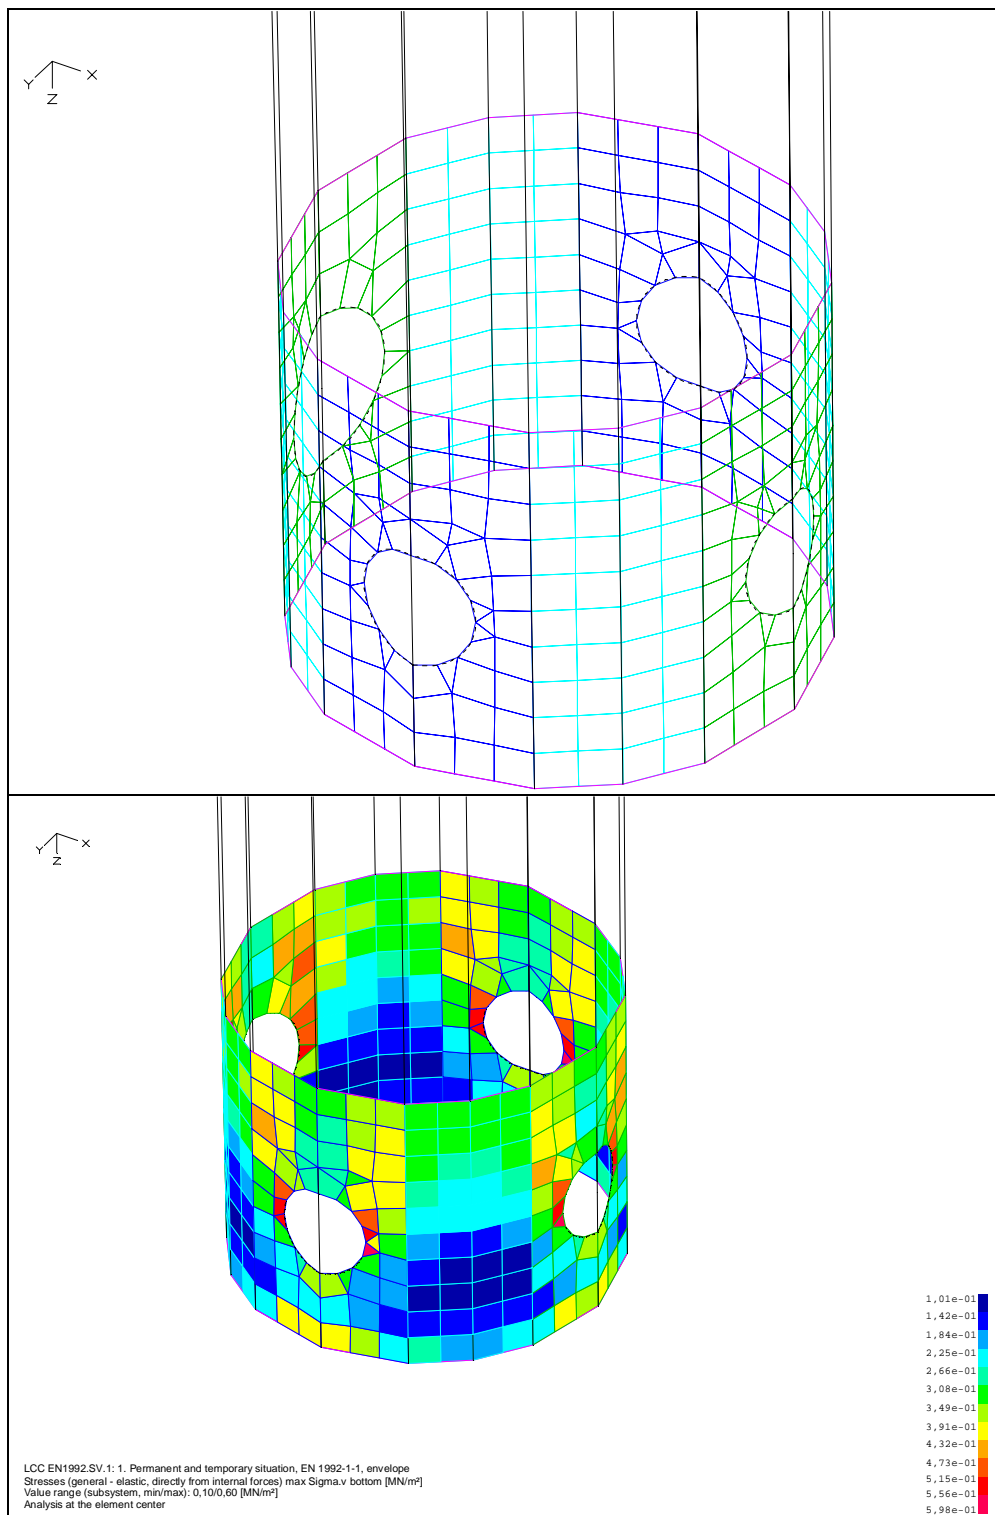 Y X
Z
Y X
Z
1,01e-01
1,42e-01
1,84e-01
2,25e-01
2,66e-01
3,08e-01
3,49e-01
3,91e-01
4,32e-01
4,73e-01
5,15e-01
5,56e-01
5,98e-01
LCC EN1992.SV.1: 1. Permanent and temporary situation, EN 1992-1-1, envelope
Stresses (general - elastic, directly from internal forces) max Sigma.v bottom [MN/m²]
Value range (subsystem, min/max): 0,10/0,60 [MN/m²]
Analysis at the element center